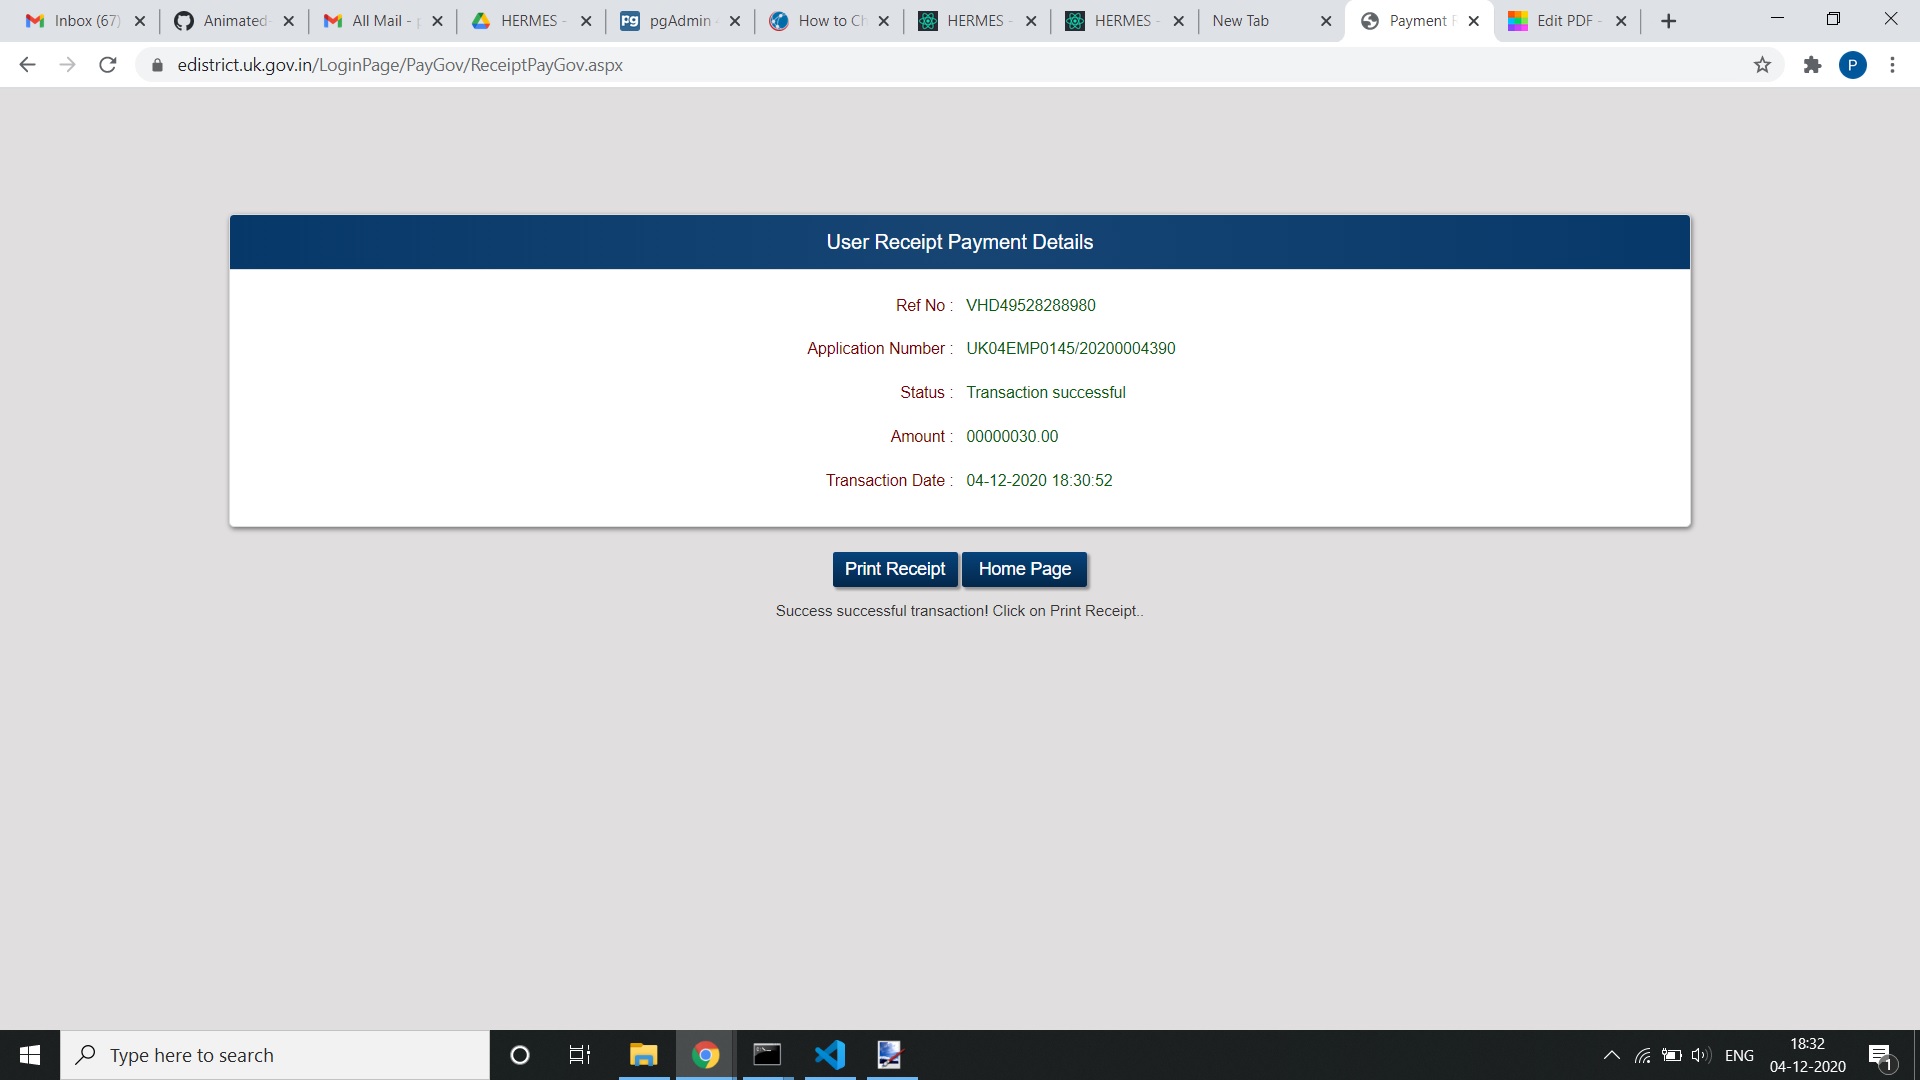 Inbox (67) Animated- All Mail - HERMES - pgAdmin - How to Ch HERMES - HERMES - New Tab Payment R Edit PDF -
edistrict.uk.gov.in/LoginPage/PayGov/ReceiptPayGov.aspx P
User Receipt Payment Details
Ref No : VHD49528288980
Application Number : UK04EMP0145/20200004390
Status : Transaction successful
Amount : 00000030.00
Transaction Date : 04-12-2020 18:30:52
Print Receipt Home Page
Success successful transaction! Click on Print Receipt..
Type here to search ENG 18:32
04-12-2020 1